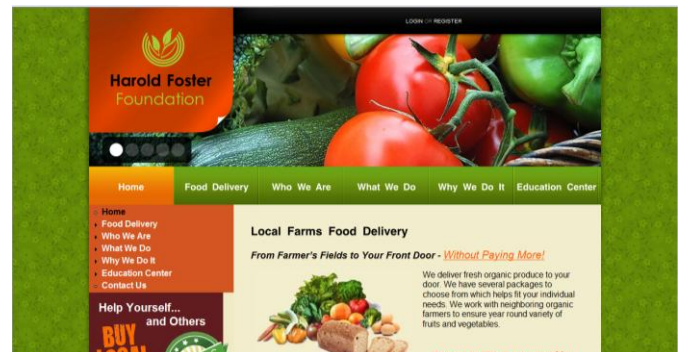 LOGIN OR REGISTER
Harold Foster
Foundation
Home
Food Delivery
Who We Are
What We Do
Why We Do It
Education Center
Home
Food Delivery
Who We Are
What We Do
Why We Do It
Education Center
Contact Us
Help Yourself...
and Others
BUY
LOCAL
Local Farms Food Delivery
From Farmer's Fields to Your Front Door - Without Paying More!
We deliver fresh organic produce to your
door. We have several packages to
choose from which helps fit your individual
needs. We work with neighboring organic
farmers to ensure year round variety of
fruits and vegetables.